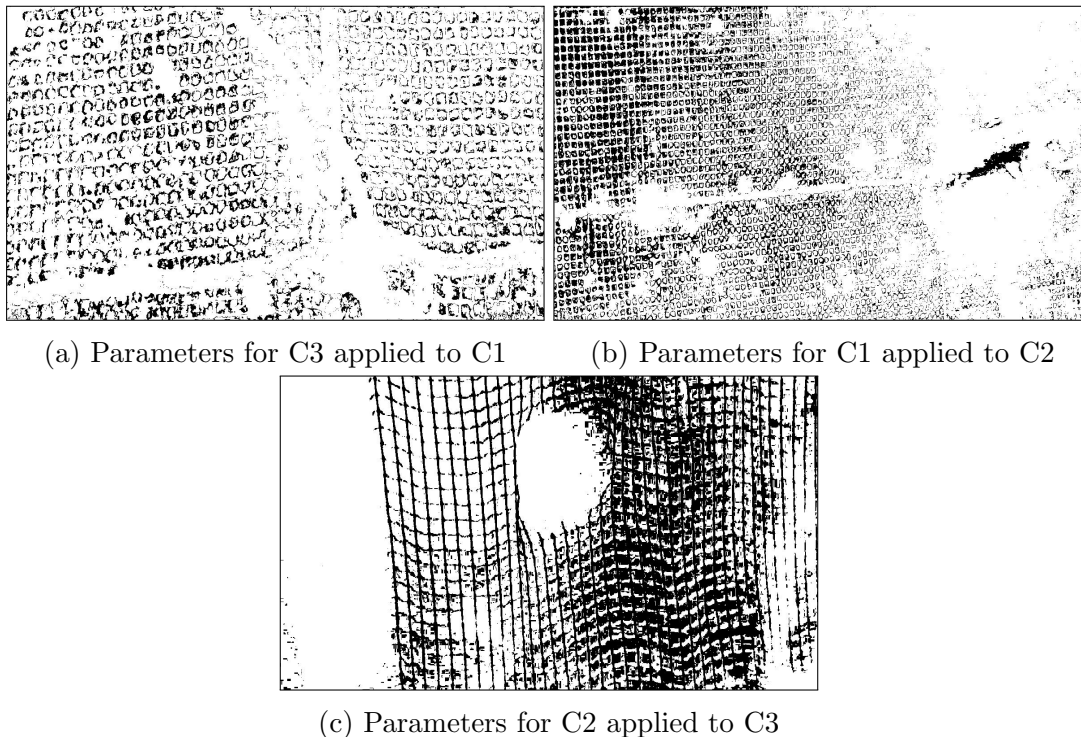 (a) Parameters for C3 applied to C1
(b) Parameters for C1 applied to C2
(c) Parameters for C2 applied to C3